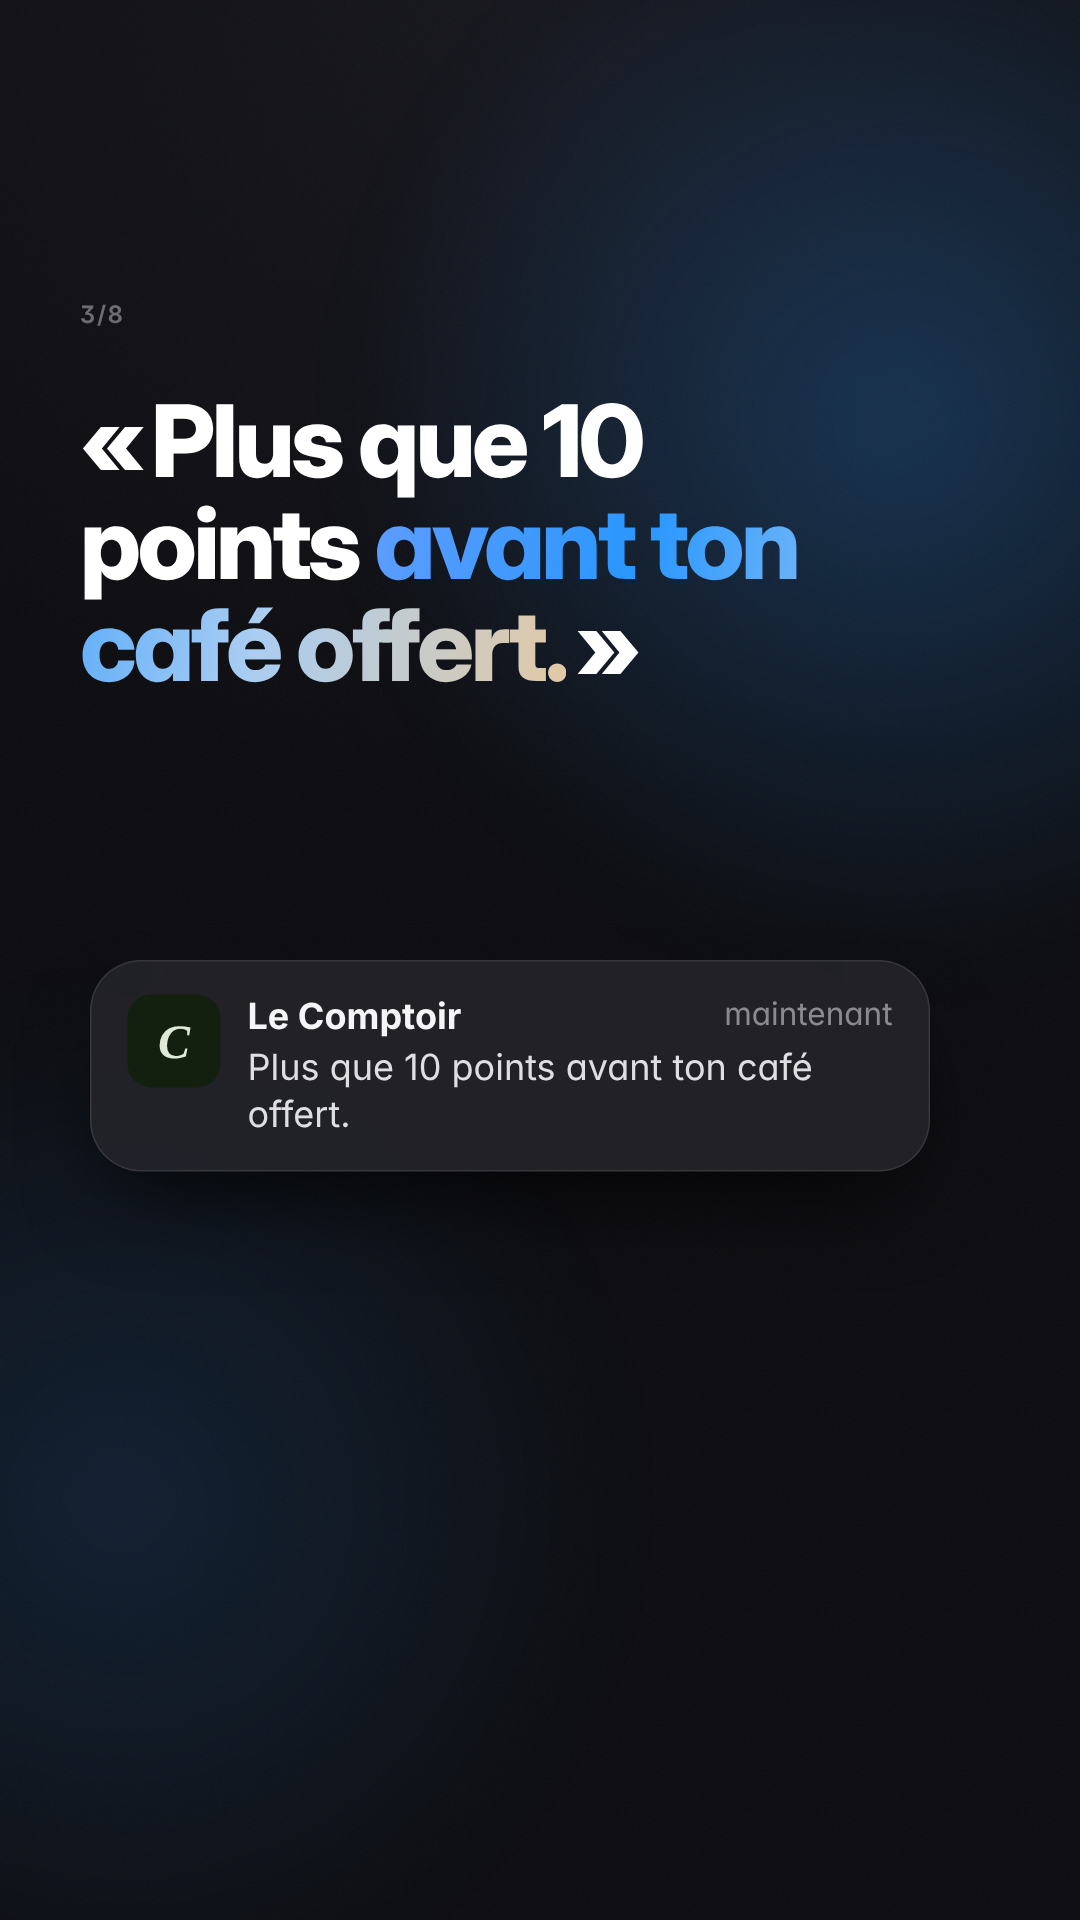 3/8
«Plus que 10
points avant ton
café offert.»
C
Le Comptoir
maintenant
Plus que 10 points avant ton café
offert.